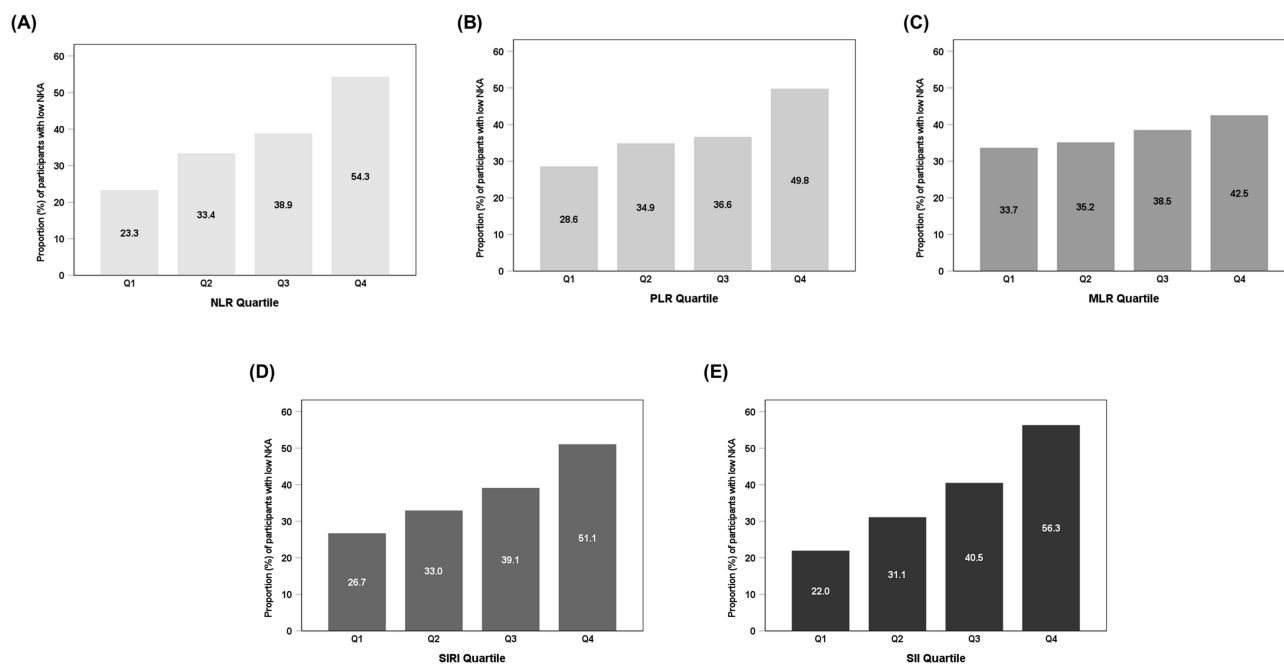 (A)
Proportion (%) of participants with low NKA
60
50
40
30
20
10
0
23.3
33.4
38.9
54.3
Q1 Q2 Q3 Q4
NLR Quartile
(B)
Proportion (%) of participants with low NKA
60
50
40
30
20
10
0
28.6
34.9
36.6
49.8
Q1 Q2 Q3 Q4
PLR Quartile
(C)
Proportion (%) of participants with low NKA
60
50
40
30
20
10
0
33.7
35.2
38.5
42.5
Q1 Q2 Q3 Q4
MLR Quartile
(D)
Proportion (%) of participants with low NKA
60
50
40
30
20
10
0
26.7
33.0
39.1
51.1
Q1 Q2 Q3 Q4
SIRI Quartile
(E)
Proportion (%) of participants with low NKA
60
50
40
30
20
10
0
22.0
31.1
40.5
56.3
Q1 Q2 Q3 Q4
SII Quartile